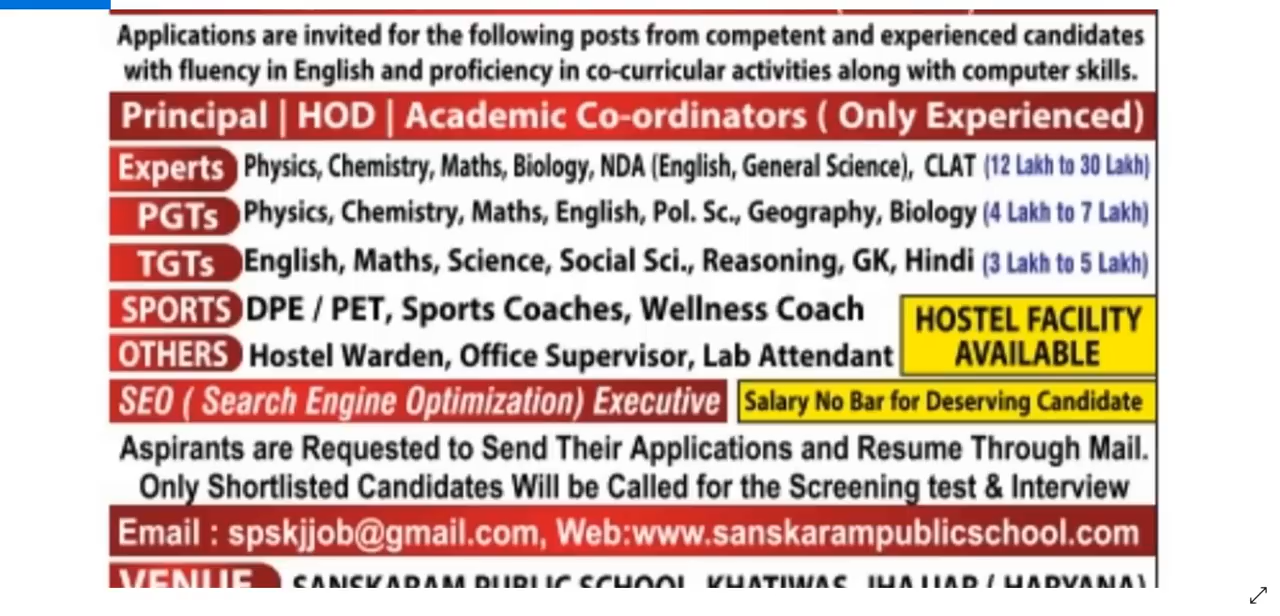 Applications are invited for the following posts from competent and experienced candidates
with fluency in English and proficiency in co-curricular activities along with computer skills.
Principal | HOD | Academic Co-ordinators ( Only Experienced)
Experts Physics, Chemistry, Maths, Biology, NDA (English, General Science), CLAT (12 Lakh to 30 Lakh)
PGTs Physics, Chemistry, Maths, English, Pol. Sc., Geography, Biology (4 Lakh to 7 Lakh)
TGTs English, Maths, Science, Social Sci., Reasoning, GK, Hindi (3 Lakh to 5 Lakh)
SPORTS DPE / PET, Sports Coaches, Wellness Coach
OTHERS Hostel Warden, Office Supervisor, Lab Attendant
HOSTEL FACILITY
AVAILABLE
SEO ( Search Engine Optimization) Executive
Salary No Bar for Deserving Candidate
Aspirants are Requested to Send Their Applications and Resume Through Mail.
Only Shortlisted Candidates Will be Called for the Screening test & Interview
Email : spskjjob@gmail.com, Web:www.sanskarampublicschool.com
VENUE SANSKARAM PUBLIC SCHOOL, KHATIWAS, JHAJJAR ( HARYANA)